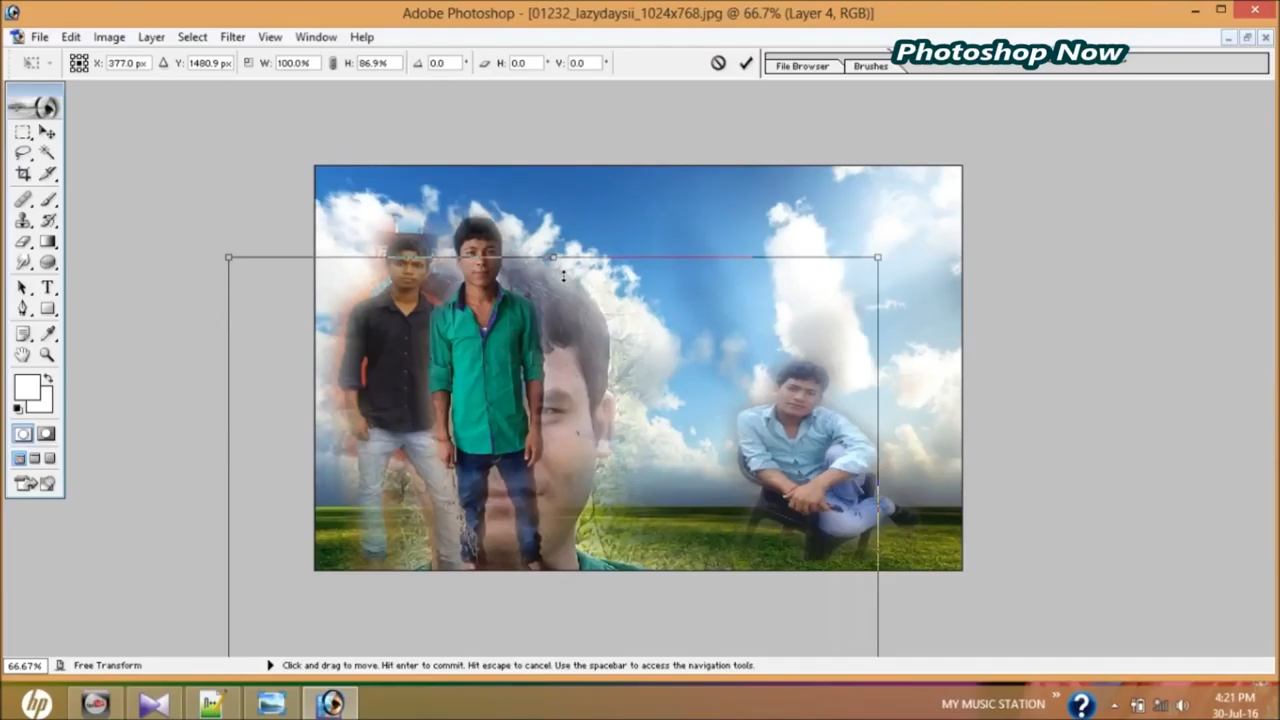 Adobe Photoshop - [01232_lazydaysii_1024x768.jpg @ 66.7% (Layer 4, RGB)]
File Edit Image Layer Select Filter View Window Help
Photoshop Now
X: 377.0 px Y: 1480.9 px W: 100.0% H: 86.9% 0.0 ° H: 0.0 ° V: 0.0 °
File Browser Brushes
T
66.67% Free Transform Click and drag to move. Hit enter to commit. Hit escape to cancel. Use the spacebar to access the navigation tools.
hp MY MUSIC STATION » ? 4:21 PM
30-Jul-16